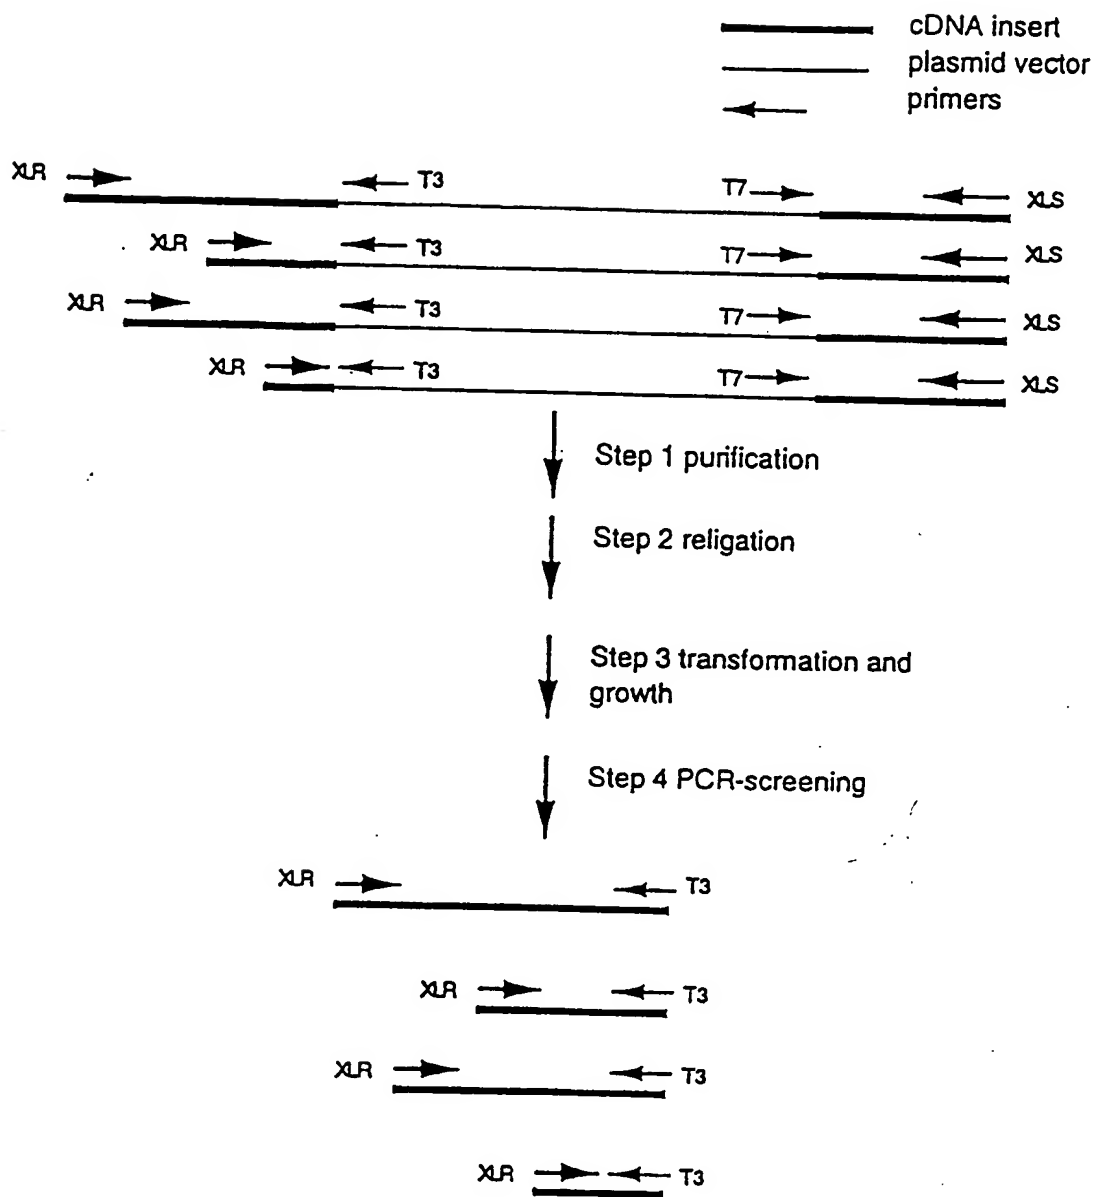 cDNA insert
plasmid vector
primers
XLR T3 T7 XLS
XLR T3 T7 XLS
XLR T3 T7 XLS
XLR T3 T7 XLS
Step 1 purification
Step 2 religation
Step 3 transformation and
growth
Step 4 PCR-screening
XLR T3
XLR T3
XLR T3
XLR T3